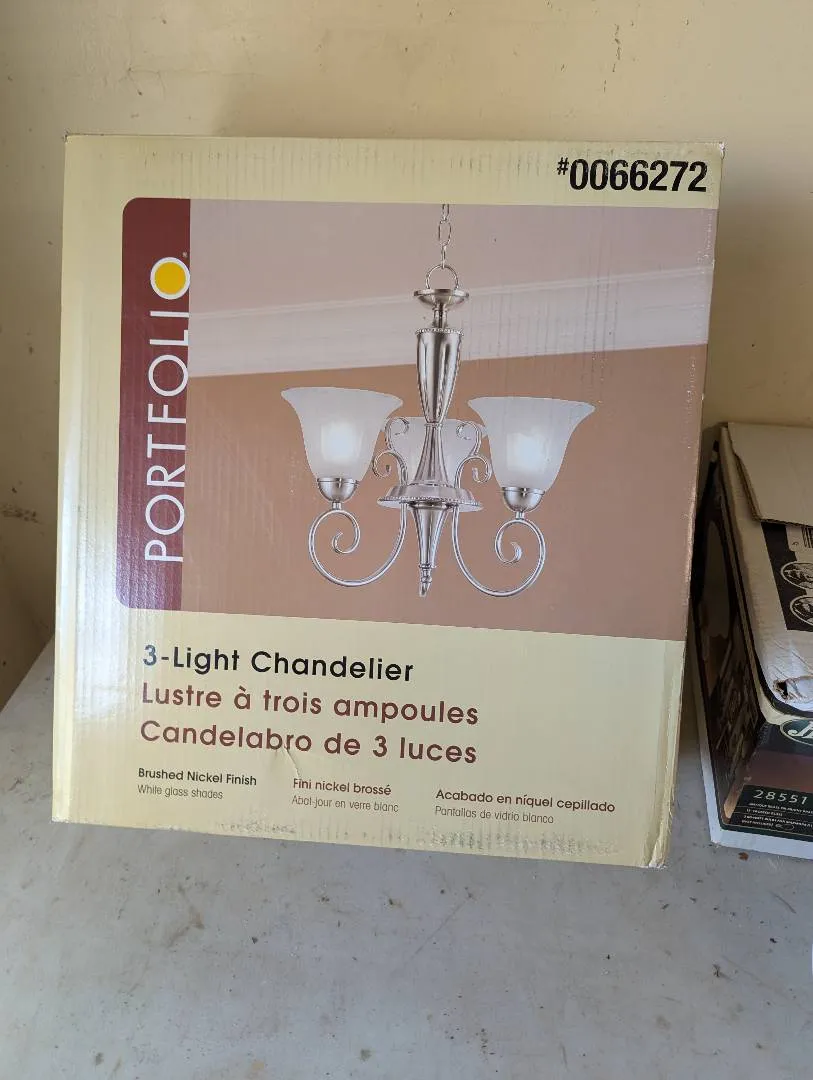 #0066272
PORTFOLIO
3-Light Chandelier
Lustre à trois ampoules
Candelabro de 3 luces
Brushed Nickel Finish
White glass shades
Fini nickel brossé
Abat-jour en verre blanc
Acabado en níquel cepillado
Pantallas de vidrio blanco
28551